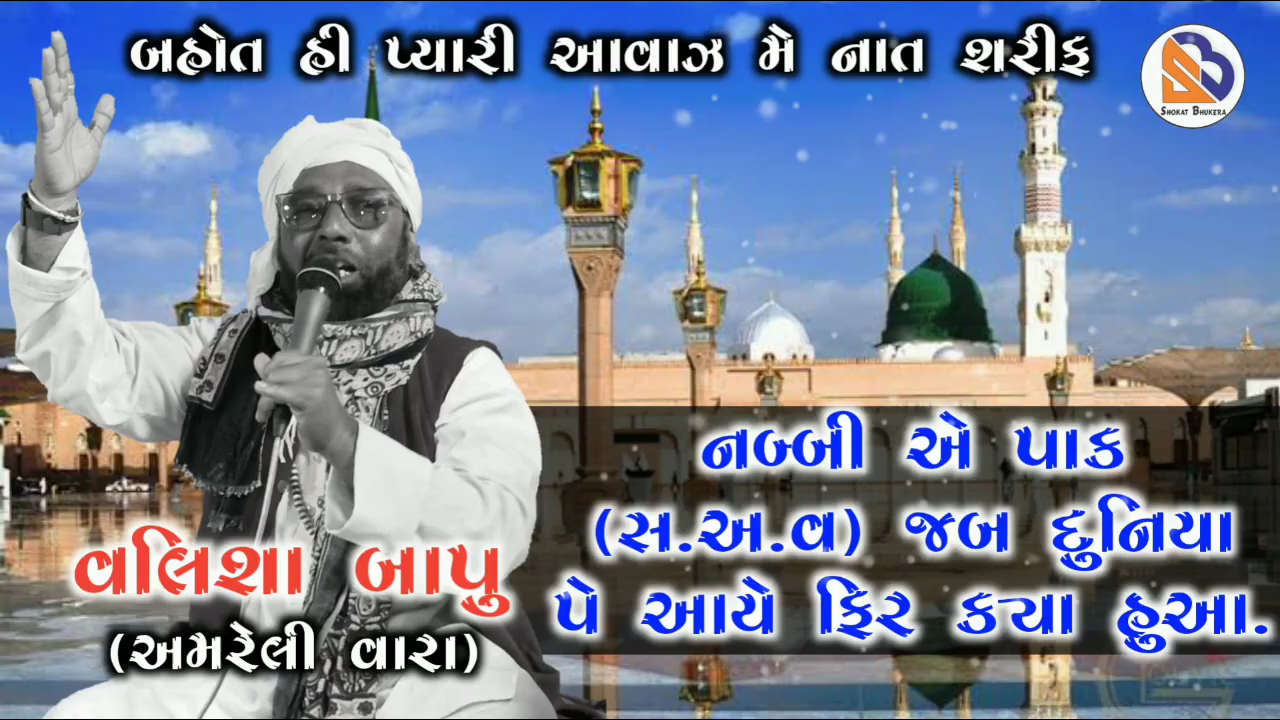 બહોત હી પ્યારી આવાઝ મે નાત શરીફ
SHOKAT BHUKERA
નબ્બી એ પાક
(સ.અ.વ) જબ દુનિયા
પે આયે ફિર કયા હુઆ.
વલિશા બાપુ
(અમરેલી વારા)